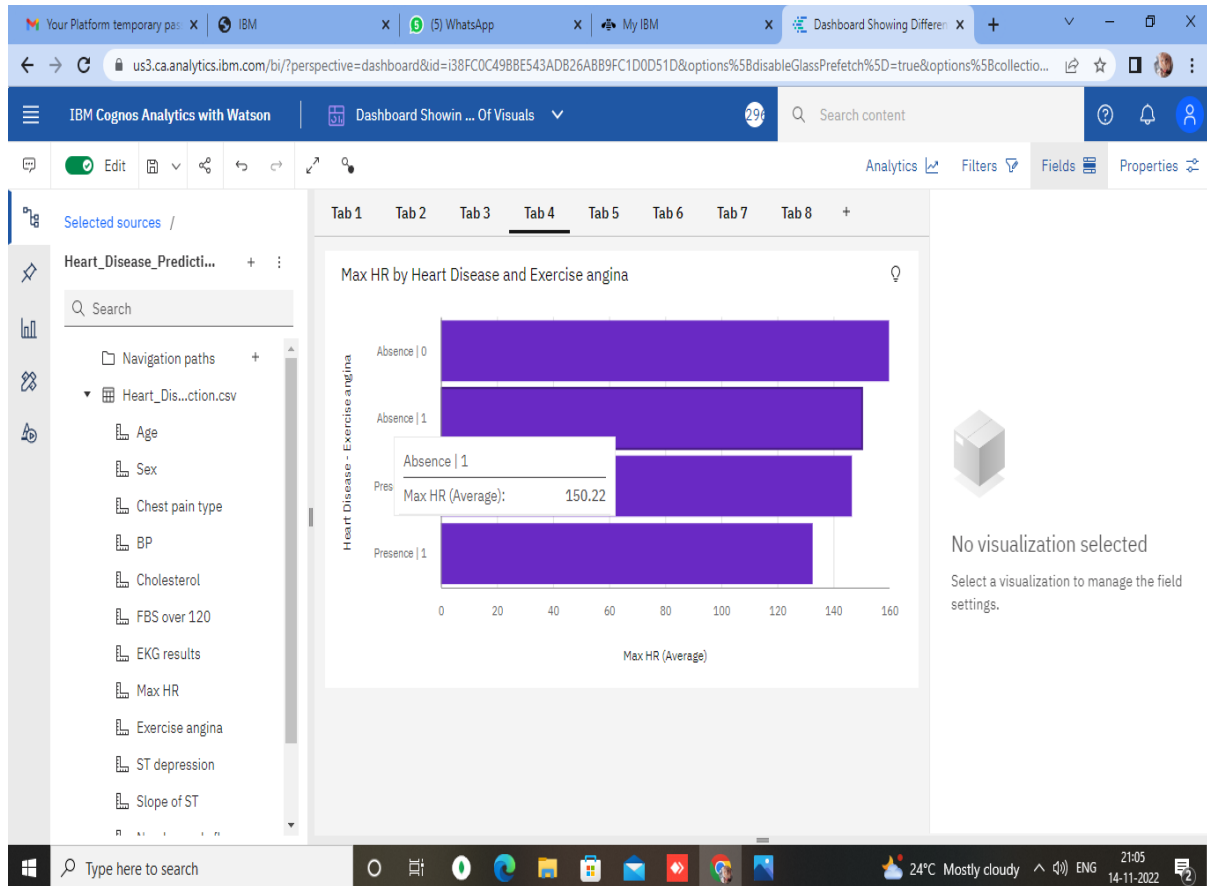 Your Platform temporary pas
IBM
(5) WhatsApp
My IBM
Dashboard Showing Differen
us3.ca.analytics.ibm.com/bi/?perspective=dashboard&id=i38FC0C49BBE543ADB26ABB9FC1D0D51D&options%5BdisableGlassPrefetch%5D=true&options%5Bcollectio...
IBM Cognos Analytics with Watson
Dashboard Showin ... Of Visuals
296
Search content
Edit
Analytics
Filters
Fields
Properties
Selected sources /
Heart_Disease_Predicti...
Search
Navigation paths
Heart_Dis...ction.csv
Age
Sex
Chest pain type
BP
Cholesterol
FBS over 120
EKG results
Max HR
Exercise angina
ST depression
Slope of ST
Tab 1 Tab 2 Tab 3 Tab 4 Tab 5 Tab 6 Tab 7 Tab 8 +
Max HR by Heart Disease and Exercise angina
Heart Disease - Exercise angina
Absence | 0
Absence | 1
Absence | 1
Max HR (Average): 150.22
Pres
Presence | 1
0 20 40 60 80 100 120 140 160
Max HR (Average)
No visualization selected
Select a visualization to manage the field
settings.
Type here to search
24°C Mostly cloudy
ENG
21:05
14-11-2022
2